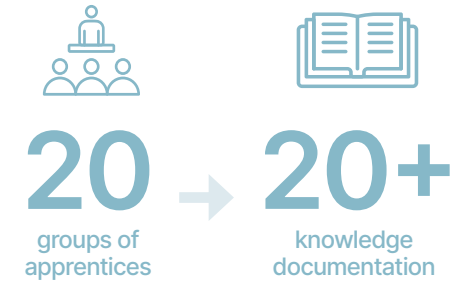 20
groups of
apprentices
20+
knowledge
documentation